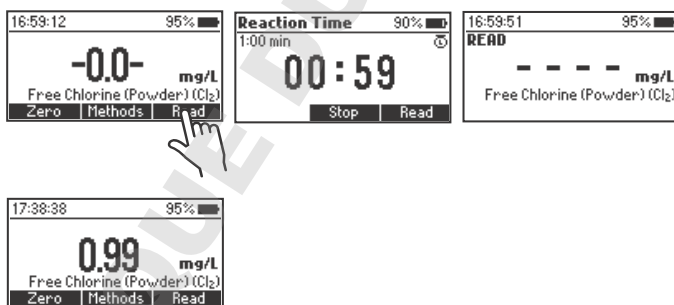 16:59:12 95%
-0.0- mg/L
Free Chlorine (Powder) (Cl₂)
Zero Methods Read
Reaction Time 90%
1:00 min
00:59
Stop Read
16:59:51 95%
READ
- - - - mg/L
Free Chlorine (Powder) (Cl₂)
17:38:38 95%
0.99 mg/L
Free Chlorine (Powder) (Cl₂)
Zero Methods Read